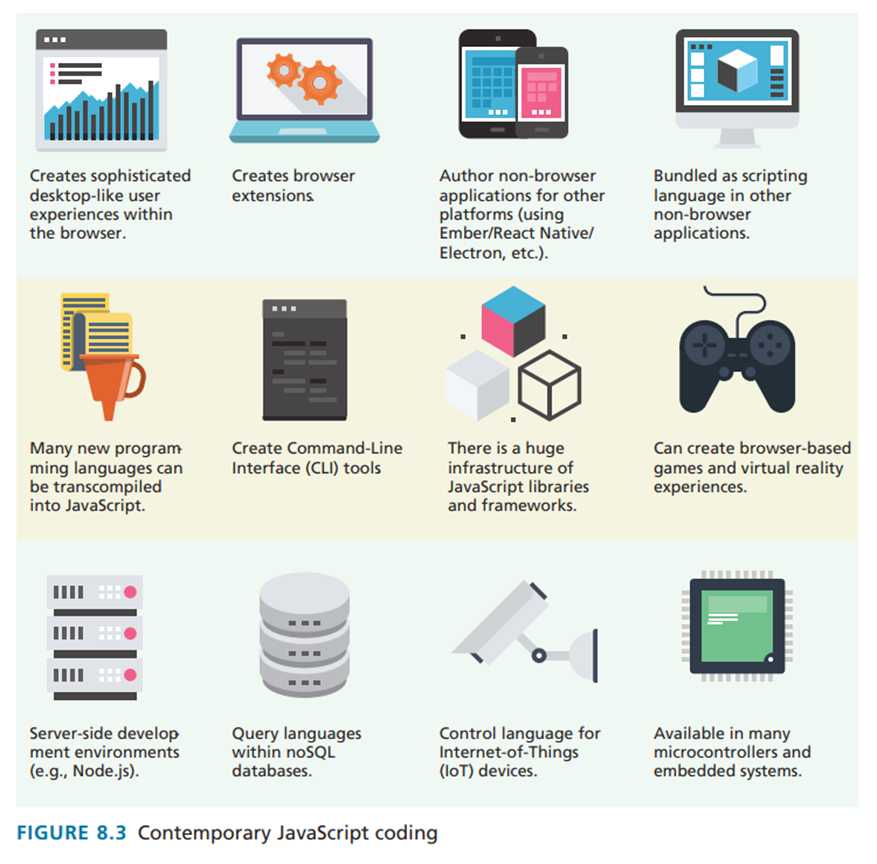 Creates sophisticated
desktop-like user
experiences within
the browser.
Creates browser
extensions.
Author non-browser
applications for other
platforms (using
Ember/React Native/
Electron, etc.).
Bundled as scripting
language in other
non-browser
applications.
Many new program-
ming languages can
be transcompiled
into JavaScript.
Create Command-Line
Interface (CLI) tools
There is a huge
infrastructure of
JavaScript libraries
and frameworks.
Can create browser-based
games and virtual reality
experiences.
Server-side develop-
ment environments
(e.g., Node.js).
Query languages
within noSQL
databases.
Control language for
Internet-of-Things
(IoT) devices.
Available in many
microcontrollers and
embedded systems.
FIGURE 8.3 Contemporary JavaScript coding